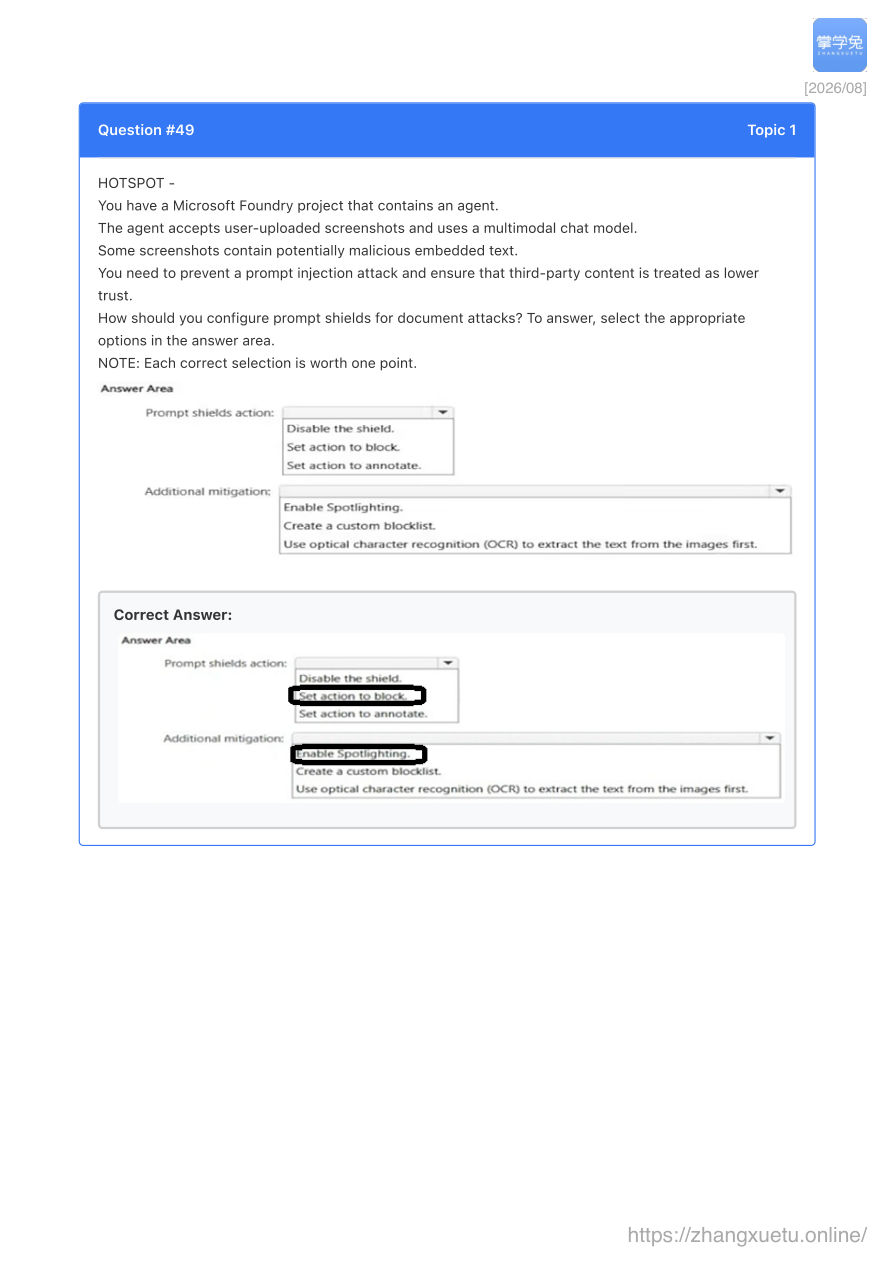 掌学兔
ZHANGXUETU
[2026/08]
Question #49 Topic 1
HOTSPOT -
You have a Microsoft Foundry project that contains an agent.
The agent accepts user-uploaded screenshots and uses a multimodal chat model.
Some screenshots contain potentially malicious embedded text.
You need to prevent a prompt injection attack and ensure that third-party content is treated as lower
trust.
How should you configure prompt shields for document attacks? To answer, select the appropriate
options in the answer area.
NOTE: Each correct selection is worth one point.
Answer Area
Prompt shields action:
Disable the shield.
Set action to block.
Set action to annotate.
Additional mitigation:
Enable Spotlighting.
Create a custom blocklist.
Use optical character recognition (OCR) to extract the text from the images first.
Correct Answer:
Answer Area
Prompt shields action:
Disable the shield.
Set action to block.
Set action to annotate.
Additional mitigation:
Enable Spotlighting.
Create a custom blocklist.
Use optical character recognition (OCR) to extract the text from the images first.
https://zhangxuetu.online/